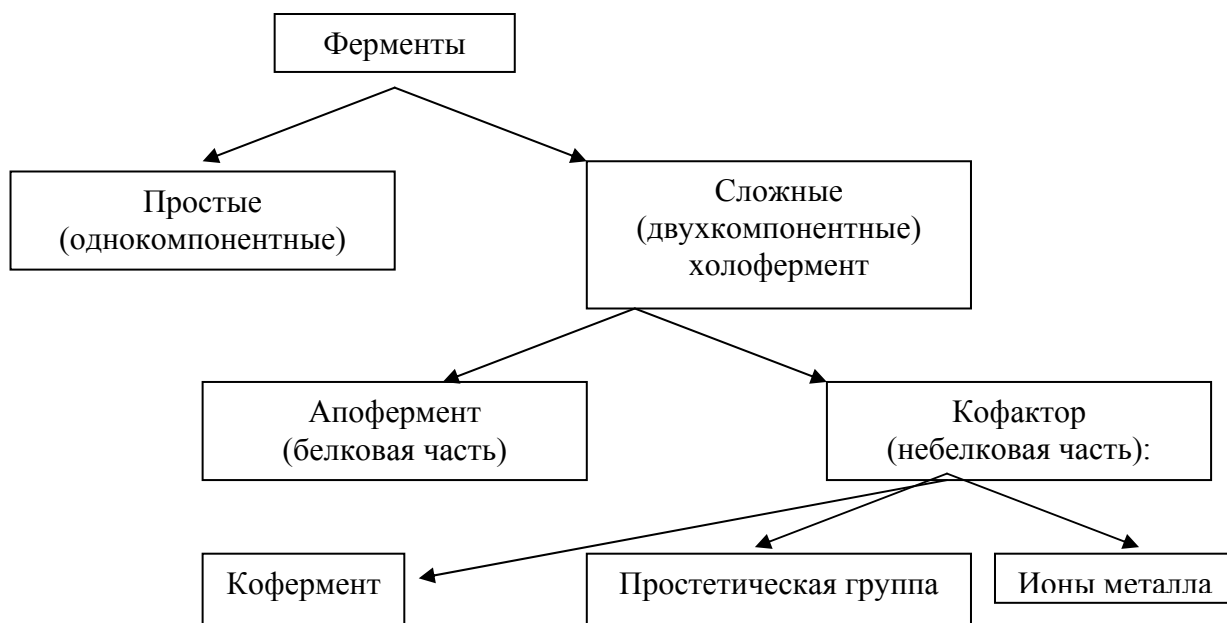 Ферменты
Простые
(однокомпонентные)
Сложные
(двухкомпонентные)
холофермент
Апофермент
(белковая часть)
Кофактор
(небелковая часть):
Кофермент
Простетическая группа
Ионы металла